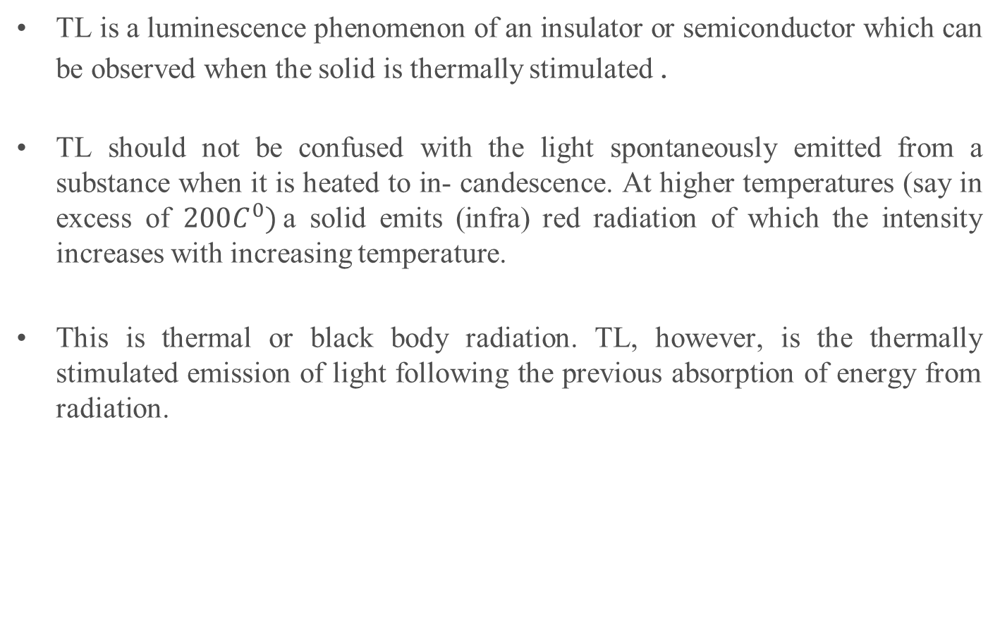 • TL is a luminescence phenomenon of an insulator or semiconductor which can
be observed when the solid is thermally stimulated .
• TL should not be confused with the light spontaneously emitted from a
substance when it is heated to in- candescence. At higher temperatures (say in
excess of 200C⁰) a solid emits (infra) red radiation of which the intensity
increases with increasing temperature.
• This is thermal or black body radiation. TL, however, is the thermally
stimulated emission of light following the previous absorption of energy from
radiation.